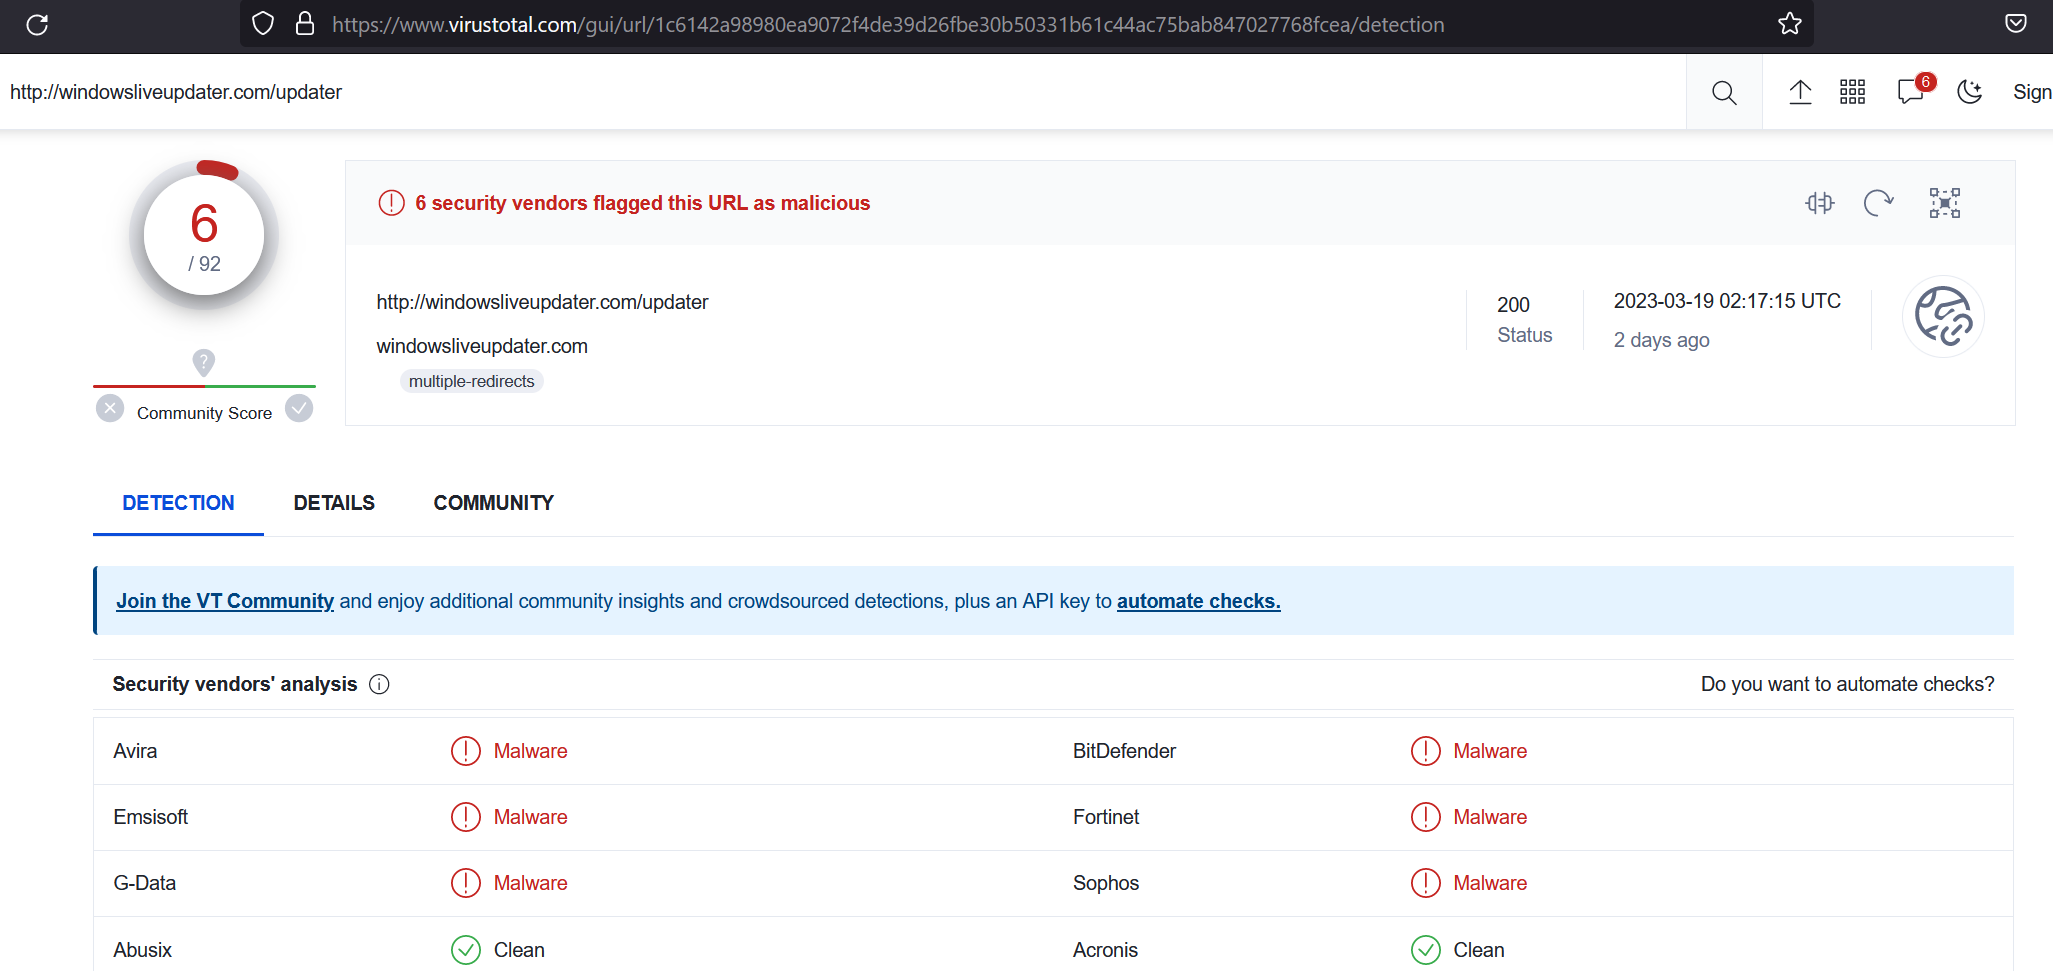 https://www.virustotal.com/gui/url/1c6142a98980ea9072f4de39d26fbe30b50331b61c44ac75bab847027768fcea/detection
http://windowsliveupdater.com/updater
6
Sign
6
/ 92
6 security vendors flagged this URL as malicious
http://windowsliveupdater.com/updater
windowsliveupdater.com
multiple-redirects
200
Status
2023-03-19 02:17:15 UTC
2 days ago
?
Community Score
DETECTION DETAILS COMMUNITY
Join the VT Community and enjoy additional community insights and crowdsourced detections, plus an API key to automate checks.
Security vendors' analysis
Do you want to automate checks?
Avira Malware BitDefender Malware
Emsisoft Malware Fortinet Malware
G-Data Malware Sophos Malware
Abusix Clean Acronis Clean